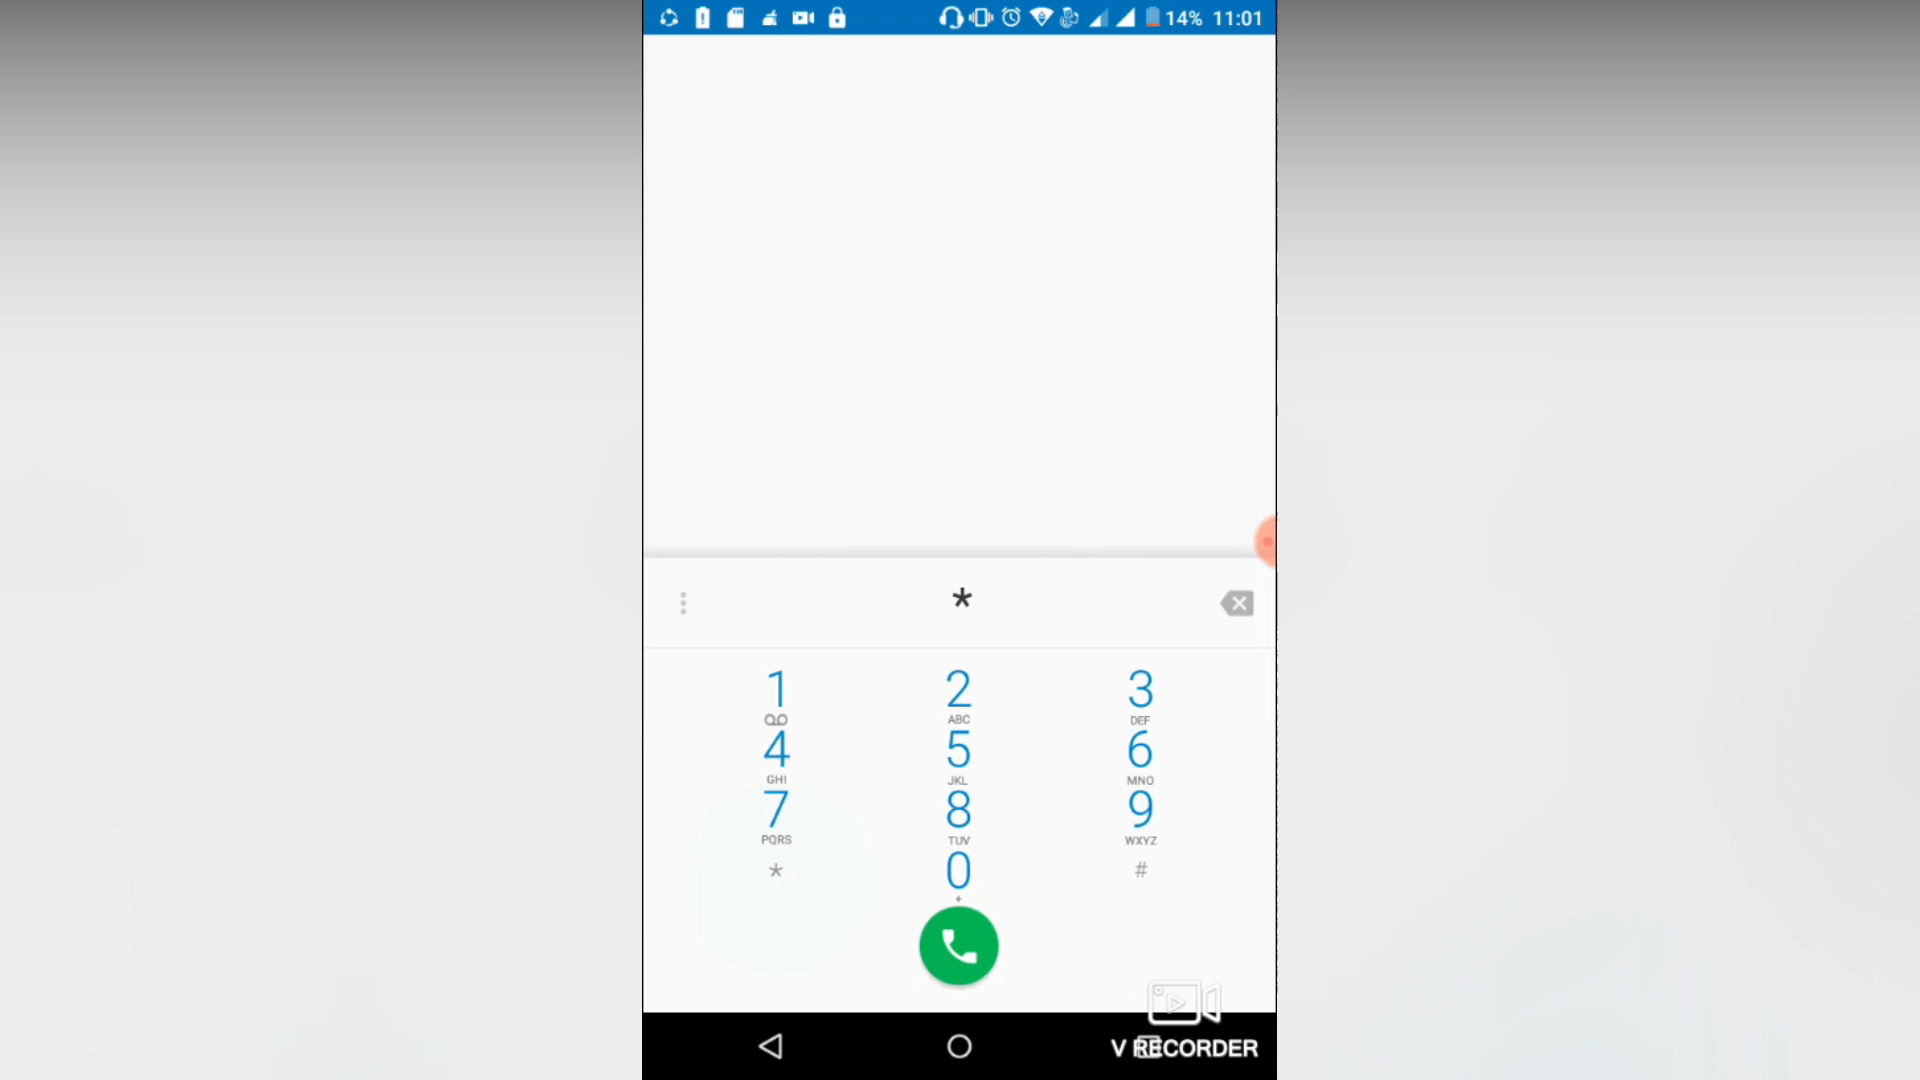 14% 11:01
*
1 2 3
ABC DEF
4 5 6
GHI JKL MNO
7 8 9
PQRS TUV WXYZ
* 0 #
+
V RECORDER